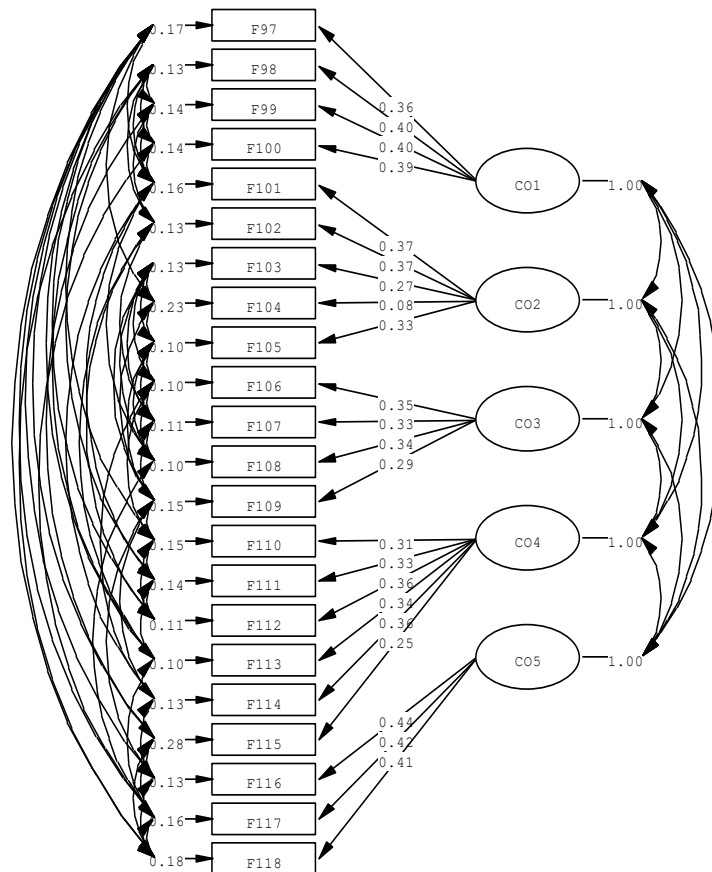 0.17 F97
0.13 F98
0.14 F99
0.14 F100
0.16 F101
0.13 F102
0.13 F103
0.23 F104
0.10 F105
0.10 F106
0.11 F107
0.10 F108
0.15 F109
0.15 F110
0.14 F111
0.11 F112
0.10 F113
0.13 F114
0.28 F115
0.13 F116
0.16 F117
0.18 F118
0.36
0.40
0.40
0.39
0.37
0.37
0.27
0.08
0.33
0.35
0.33
0.34
0.29
0.31
0.33
0.36
0.34
0.36
0.25
0.44
0.42
0.41
CO1 1.00
CO2 1.00
CO3 1.00
CO4 1.00
CO5 1.00